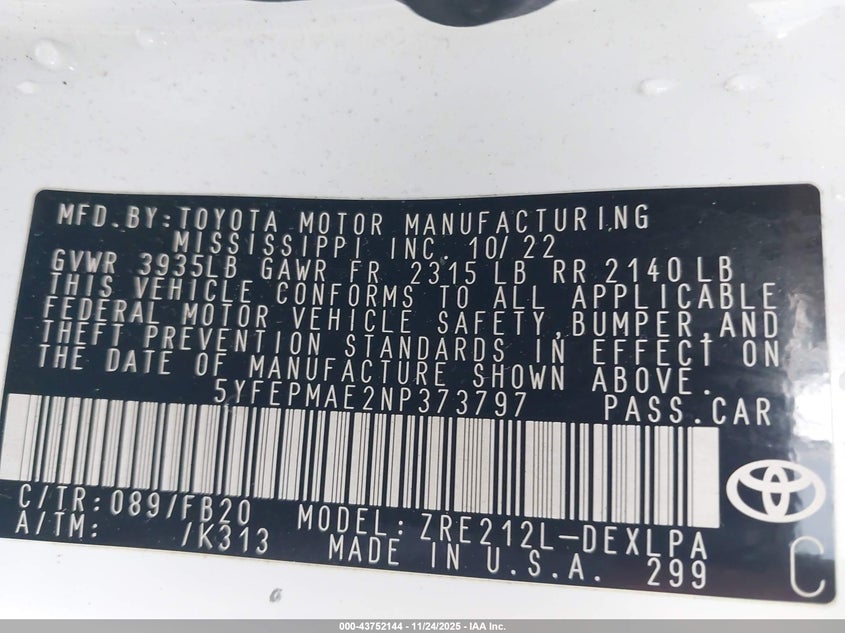 MFD.BY:TOYOTA MOTOR MANUFACTURING
MISSISSIPPI INC. 10/22
GVWR 3935LB GAWR FR 2315 LB RR 2140 LB
THIS VEHICLE CONFORMS TO ALL APPLICABLE
FEDERAL MOTOR VEHICLE SAFETY,BUMPER,AND
THEFT PREVENTION STANDARDS IN EFFECT ON
THE DATE OF MANUFACTURE SHOWN ABOVE.
5YFEPMAE2NP373797 PASS.CAR
C/TR:089/FB20 MODEL:ZRE212L-DEXLPA
A/TM: /K313 MADE IN U.S.A. 299
C
000-43752144 - 11/24/2025 - IAA Inc.